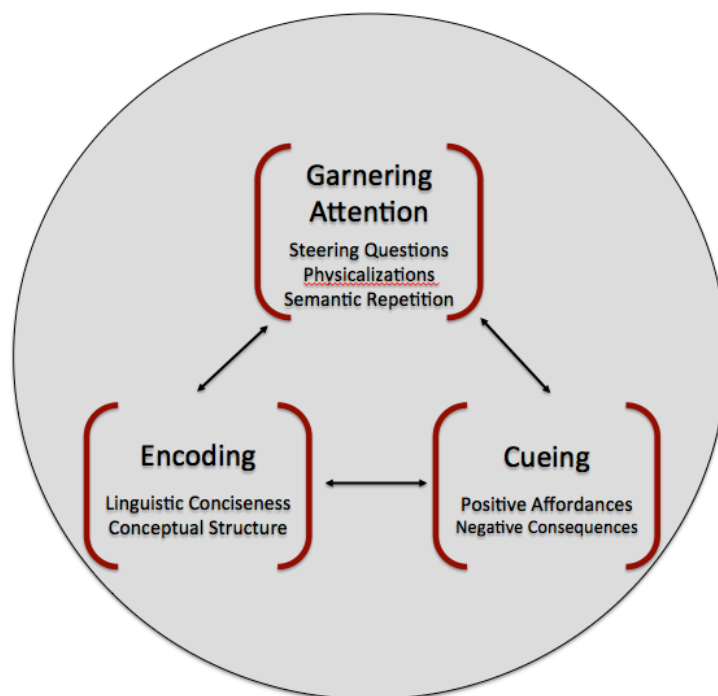 Garnering
Attention
Steering Questions
Physicalizations
Semantic Repetition
Encoding
Linguistic Conciseness
Conceptual Structure
Cueing
Positive Affordances
Negative Consequences